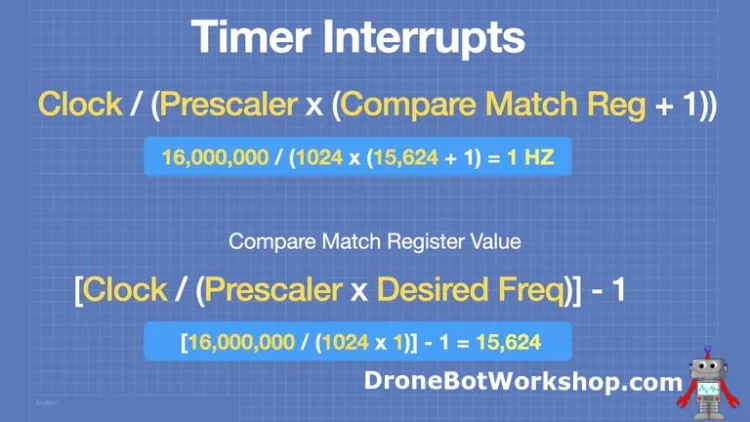 Timer Interrupts
Clock / (Prescaler x (Compare Match Reg + 1))
16,000,000 / (1024 x (15,624 + 1) = 1 HZ
Compare Match Register Value
[Clock / (Prescaler x Desired Freq)] - 1
[16,000,000 / (1024 x 1)] - 1 = 15,624
DroneBotWorkshop.com